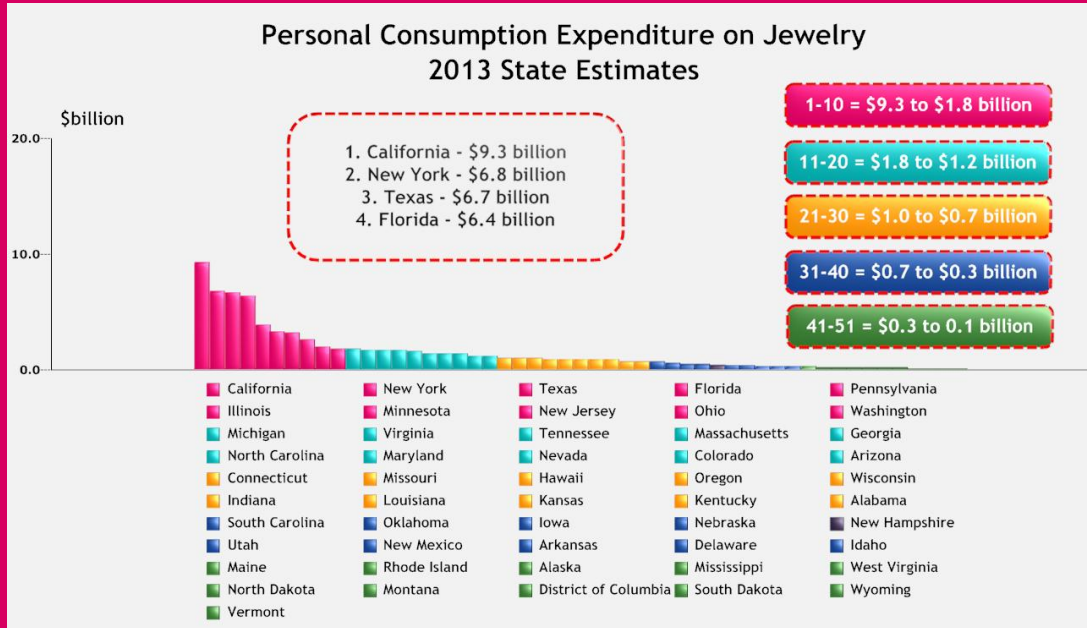 Personal Consumption Expenditure on Jewelry
2013 State Estimates
$billion
20.0
10.0
0.0
1. California - $9.3 billion
2. New York - $6.8 billion
3. Texas - $6.7 billion
4. Florida - $6.4 billion
1-10 = $9.3 to $1.8 billion
11-20 = $1.8 to $1.2 billion
21-30 = $1.0 to $0.7 billion
31-40 = $0.7 to $0.3 billion
41-51 = $0.3 to 0.1 billion
California New York Texas Florida Pennsylvania
Illinois Minnesota New Jersey Ohio Washington
Michigan Virginia Tennessee Massachusetts Georgia
North Carolina Maryland Nevada Colorado Arizona
Connecticut Missouri Hawaii Oregon Wisconsin
Indiana Louisiana Kansas Kentucky Alabama
South Carolina Oklahoma Iowa Nebraska New Hampshire
Utah New Mexico Arkansas Delaware Idaho
Maine Rhode Island Alaska Mississippi West Virginia
North Dakota Montana District of Columbia South Dakota Wyoming
Vermont